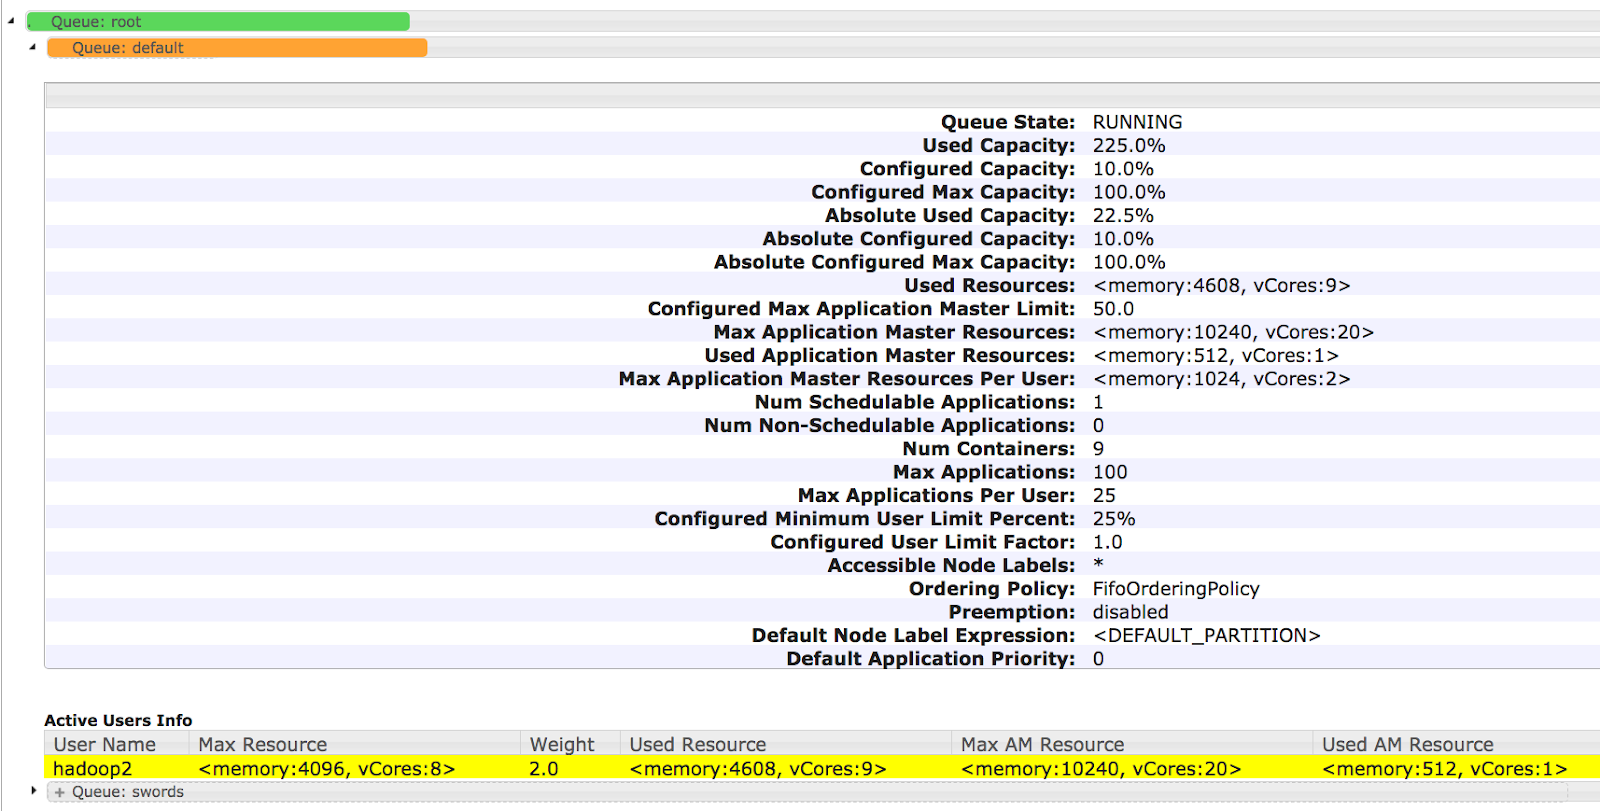 Queue: root
Queue: default
Queue State: RUNNING
Used Capacity: 225.0%
Configured Capacity: 10.0%
Configured Max Capacity: 100.0%
Absolute Used Capacity: 22.5%
Absolute Configured Capacity: 10.0%
Absolute Configured Max Capacity: 100.0%
Used Resources: <memory:4608, vCores:9>
Configured Max Application Master Limit: 50.0
Max Application Master Resources: <memory:10240, vCores:20>
Used Application Master Resources: <memory:512, vCores:1>
Max Application Master Resources Per User: <memory:1024, vCores:2>
Num Schedulable Applications: 1
Num Non-Schedulable Applications: 0
Num Containers: 9
Max Applications: 100
Max Applications Per User: 25
Configured Minimum User Limit Percent: 25%
Configured User Limit Factor: 1.0
Accessible Node Labels: *
Ordering Policy: FifoOrderingPolicy
Preemption: disabled
Default Node Label Expression: <DEFAULT_PARTITION>
Default Application Priority: 0
Active Users Info
User Name Max Resource Weight Used Resource Max AM Resource Used AM Resource
hadoop2 <memory:4096, vCores:8> 2.0 <memory:4608, vCores:9> <memory:10240, vCores:20> <memory:512, vCores:1>
+ Queue: swords